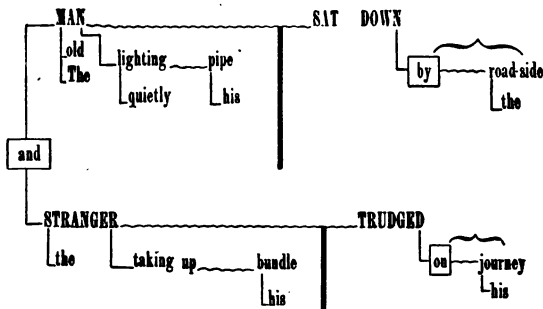 MAN SAT DOWN
old
The
lighting pipe
by road-side
quietly his
the
and
STRANGER TRUDGED
the
taking up bundle
on journey
his
his